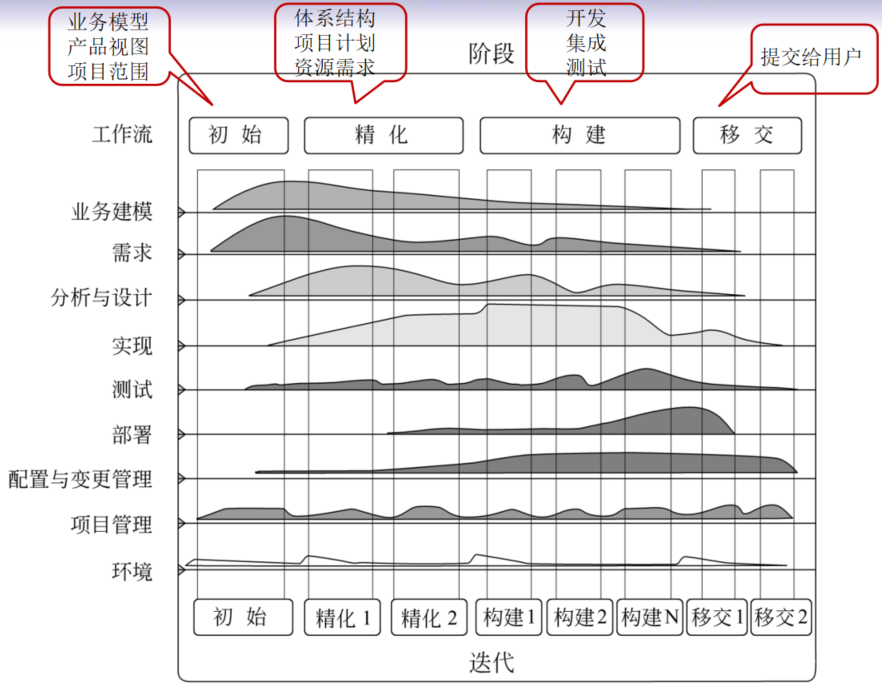 业务模型
产品视图
项目范围
体系结构
项目计划
资源需求
开发
集成
测试
提交给用户
阶段
工作流
初 始
精 化
构 建
移 交
业务建模
需求
分析与设计
实现
测试
部署
配置与变更管理
项目管理
环境
初 始
精化 1
精化 2
构建1
构建2
构建N
移交1
移交2
迭代